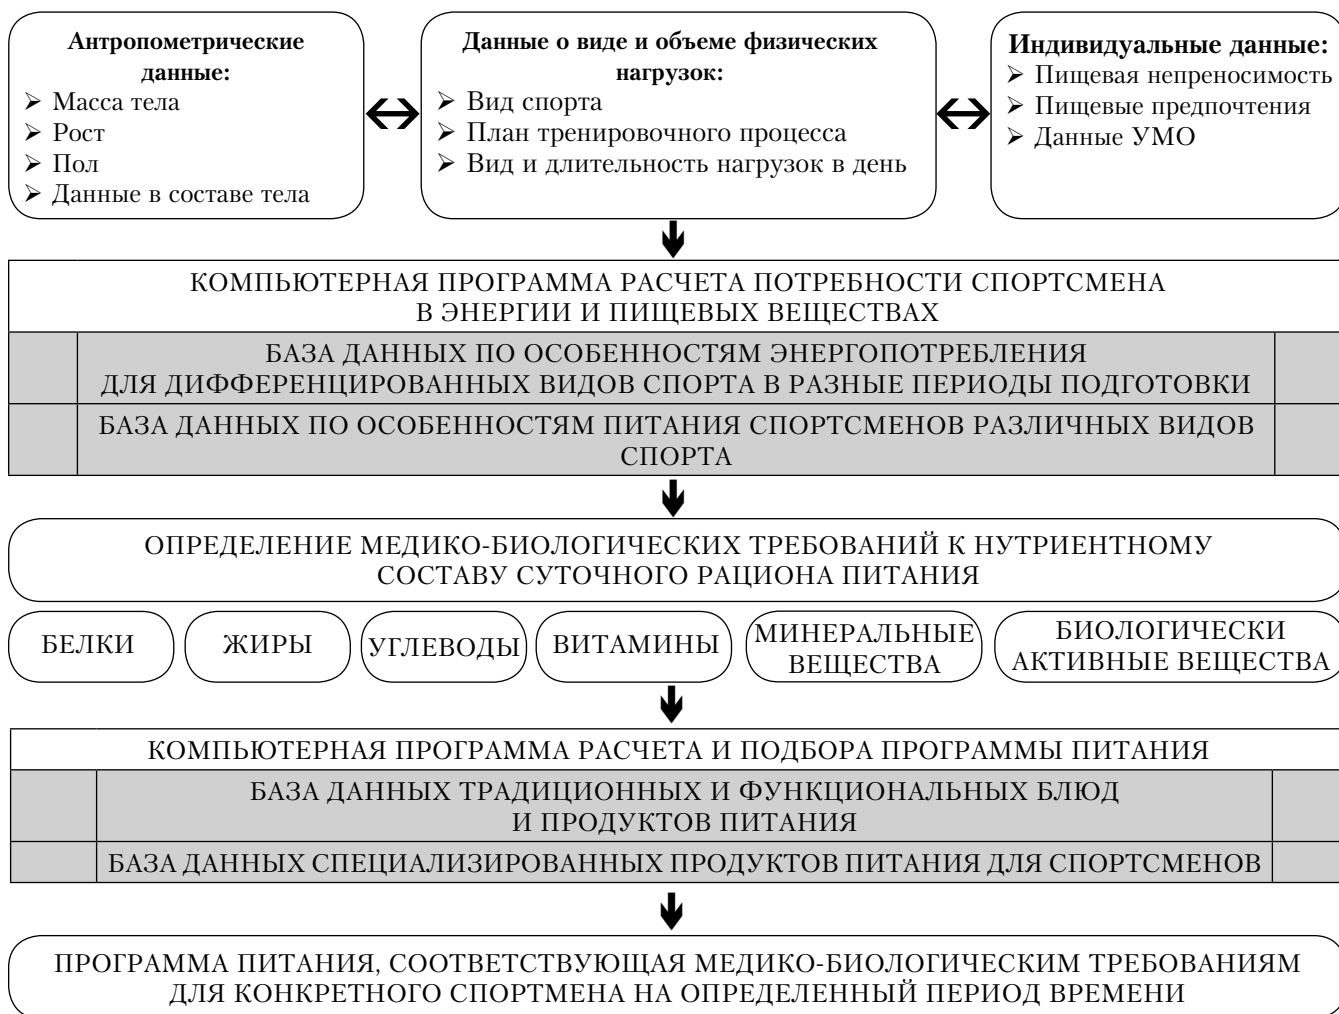 Антропометрические
данные:
➢ Масса тела
➢ Рост
➢ Пол
➢ Данные в составе тела
Данные о виде и объеме физических
нагрузок:
➢ Вид спорта
➢ План тренировочного процесса
➢ Вид и длительность нагрузок в день
Индивидуальные данные:
➢ Пищевая непреносимость
➢ Пищевые предпочтения
➢ Данные УМО
КОМПЬЮТЕРНАЯ ПРОГРАММА РАСЧЕТА ПОТРЕБНОСТИ СПОРТСМЕНА
В ЭНЕРГИИ И ПИЩЕВЫХ ВЕЩЕСТВАХ
БАЗА ДАННЫХ ПО ОСОБЕННОСТЯМ ЭНЕРГОПОТРЕБЛЕНИЯ
ДЛЯ ДИФФЕРЕНЦИРОВАННЫХ ВИДОВ СПОРТА В РАЗНЫЕ ПЕРИОДЫ ПОДГОТОВКИ
БАЗА ДАННЫХ ПО ОСОБЕННОСТЯМ ПИТАНИЯ СПОРТСМЕНОВ РАЗЛИЧНЫХ ВИДОВ
СПОРТА
ОПРЕДЕЛЕНИЕ МЕДИКО-БИОЛОГИЧЕСКИХ ТРЕБОВАНИЙ К НУТРИЕНТНОМУ
СОСТАВУ СУТОЧНОГО РАЦИОНА ПИТАНИЯ
БЕЛКИ
ЖИРЫ
УГЛЕВОДЫ
ВИТАМИНЫ
МИНЕРАЛЬНЫЕ
ВЕЩЕСТВА
БИОЛОГИЧЕСКИ
АКТИВНЫЕ ВЕЩЕСТВА
КОМПЬЮТЕРНАЯ ПРОГРАММА РАСЧЕТА И ПОДБОРА ПРОГРАММЫ ПИТАНИЯ
БАЗА ДАННЫХ ТРАДИЦИОННЫХ И ФУНКЦИОНАЛЬНЫХ БЛЮД
И ПРОДУКТОВ ПИТАНИЯ
БАЗА ДАННЫХ СПЕЦИАЛИЗИРОВАННЫХ ПРОДУКТОВ ПИТАНИЯ ДЛЯ СПОРТСМЕНОВ
ПРОГРАММА ПИТАНИЯ, СООТВЕТСТВУЮЩАЯ МЕДИКО-БИОЛОГИЧЕСКИМ ТРЕБОВАНИЯМ
ДЛЯ КОНКРЕТНОГО СПОРТМЕНА НА ОПРЕДЕЛЕННЫЙ ПЕРИОД ВРЕМЕНИ